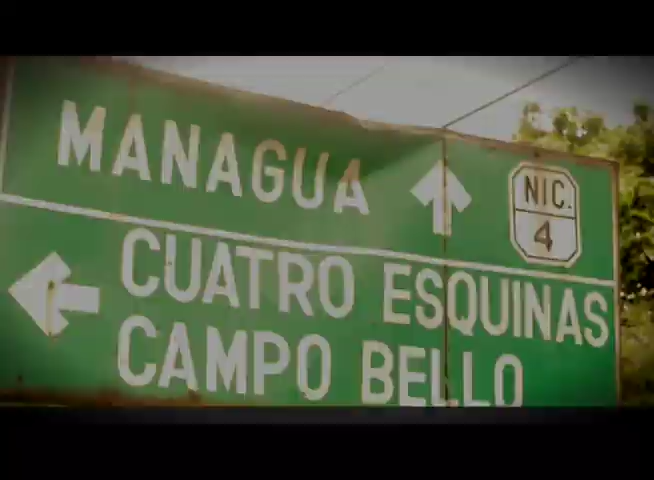 MANAGUA
NIC.
4
CUATRO ESQUINAS
CAMPO BELLO